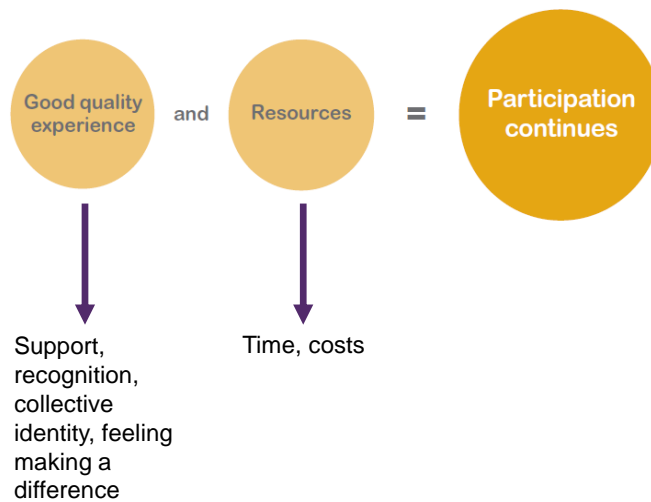 Good quality
experience
and
Resources
=
Participation
continues
Support,
recognition,
collective
identity, feeling
making a
difference
Time, costs